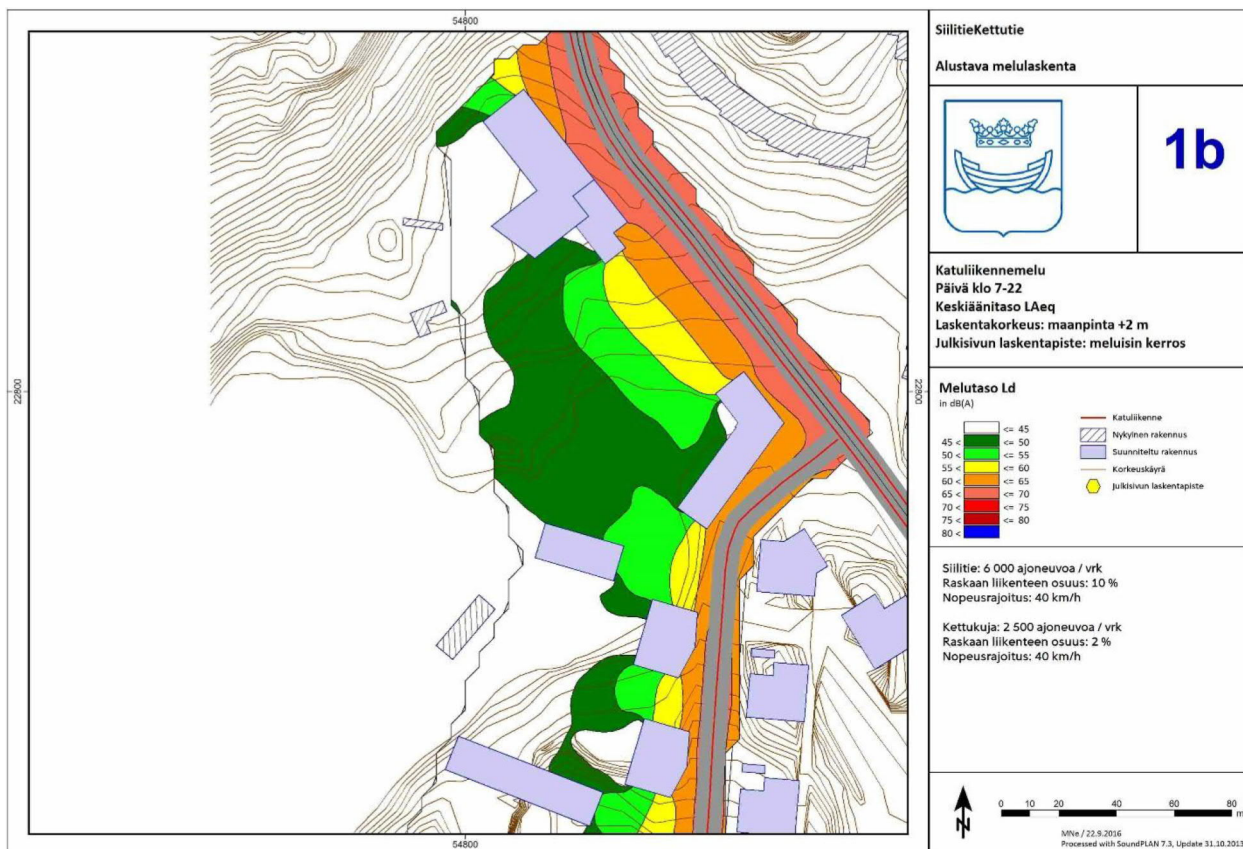 54800
22800
22800
54800
SiilitieKettutie
Alustava melulaskenta
1b
Katuliikennemelu
Päivä klo 7-22
Keskiäänitaso LAeq
Laskentakorkeus: maanpinta +2 m
Julkisivun laskentapiste: meluisin kerros
Melutaso Ld
in dB(A)
<= 45
45 < <= 50
50 < <= 55
55 < <= 60
60 < <= 65
65 < <= 70
70 < <= 75
75 < <= 80
80 <
Katuliikenne
Nykyinen rakennus
Suunniteltu rakennus
Korkeuskäyrä
Julkisivun laskentapiste
Siilitie: 6 000 ajoneuvoa / vrk
Raskaan liikenteen osuus: 10 %
Nopeusrajoitus: 40 km/h
Kettukuja: 2 500 ajoneuvoa / vrk
Raskaan liikenteen osuus: 2 %
Nopeusrajoitus: 40 km/h
N
0 10 20 40 60 80
m
MNe / 22.9.2016
Processed with SoundPLAN 7.3, Update 31.10.2013